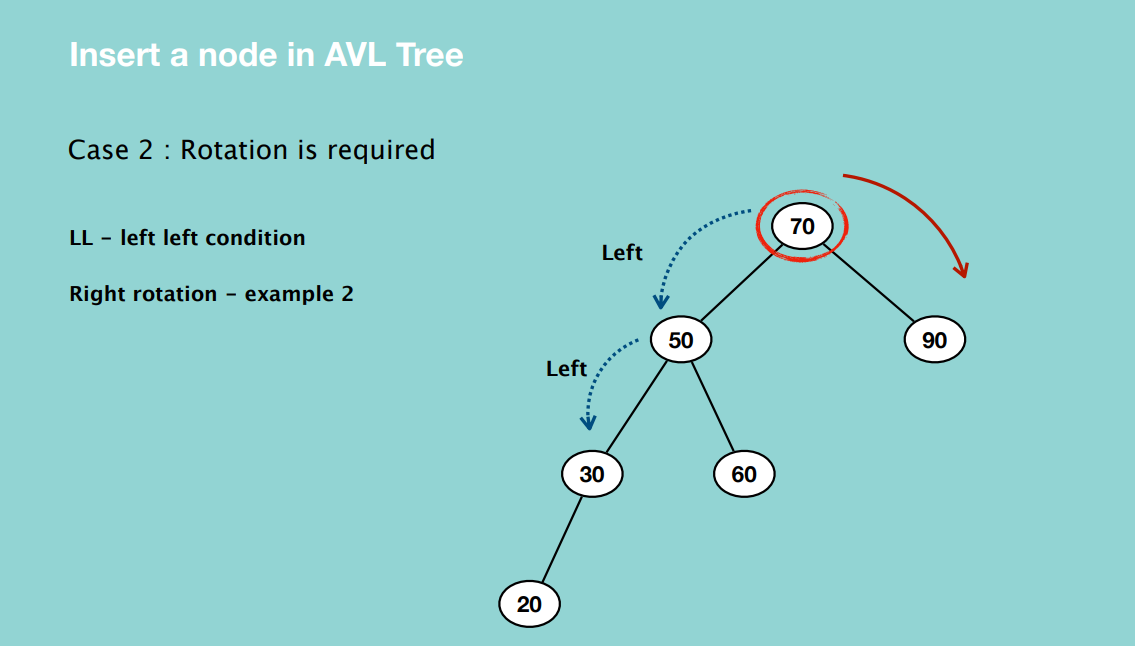 Insert a node in AVL Tree
Case 2 : Rotation is required
LL – left left condition
Right rotation – example 2
70
Left
50
90
Left
30
60
20